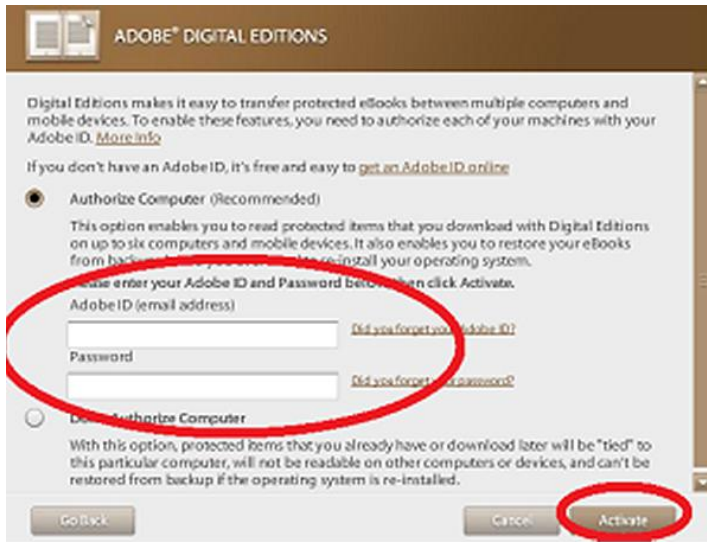 ADOBE® DIGITAL EDITIONS
Digital Editions makes it easy to transfer protected eBooks between multiple computers and
mobile devices. To enable these features, you need to authorize each of your machines with your
Adobe ID. More Info
If you don't have an Adobe ID, it's free and easy to get an Adobe ID online
Authorize Computer (Recommended)
This option enables you to read protected items that you download with Digital Editions
on up to six computers and mobile devices. It also enables you to restore your eBooks
from re-install your operating system.
Please enter your Adobe ID and Password below then click Activate.
Adobe ID (email address)
Did you forget your Adobe ID?
Password
Did you forget your password?
Don't Authorize Computer
With this option, protected items that you already have or download later will be "tied" to
this particular computer, will not be readable on other computers or devices, and can't be
restored from backup if the operating system is re-installed.
Go Back
Cancel
Activate